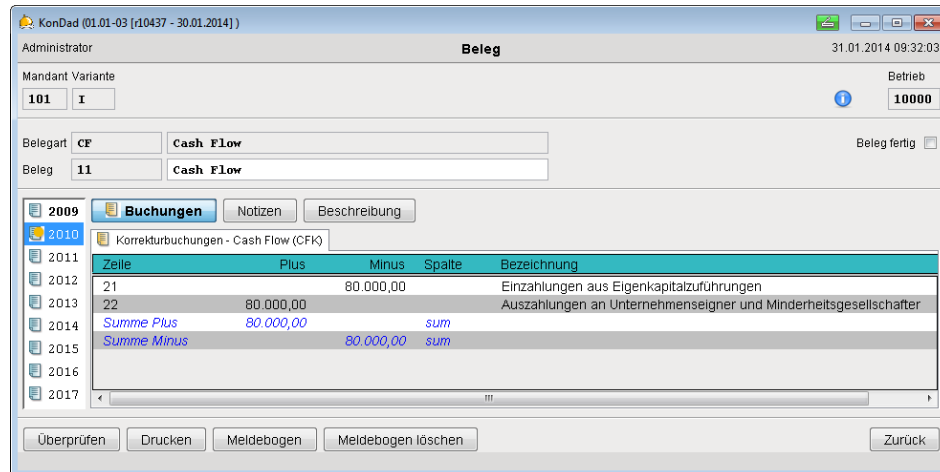 KonDad (01.01-03 [r10437 - 30.01.2014] )
Administrator Beleg 31.01.2014 09:32:03
Mandant Variante Betrieb
101 I 10000
Belegart CF Cash Flow Beleg fertig
Beleg 11 Cash Flow
2009 Buchungen Notizen Beschreibung
2010
Korrekturbuchungen - Cash Flow (CFK)
2011
Zeile Plus Minus Spalte Bezeichnung
2012
21 80.000,00 Einzahlungen aus Eigenkapitalzuführungen
2013
22 80.000,00 Auszahlungen an Unternehmenseigner und Minderheitsgesellschafter
2014
Summe Plus 80.000,00 sum
Summe Minus 80.000,00 sum
2015
2016
2017
Überprüfen Drucken Meldebogen Meldebogen löschen Zurück